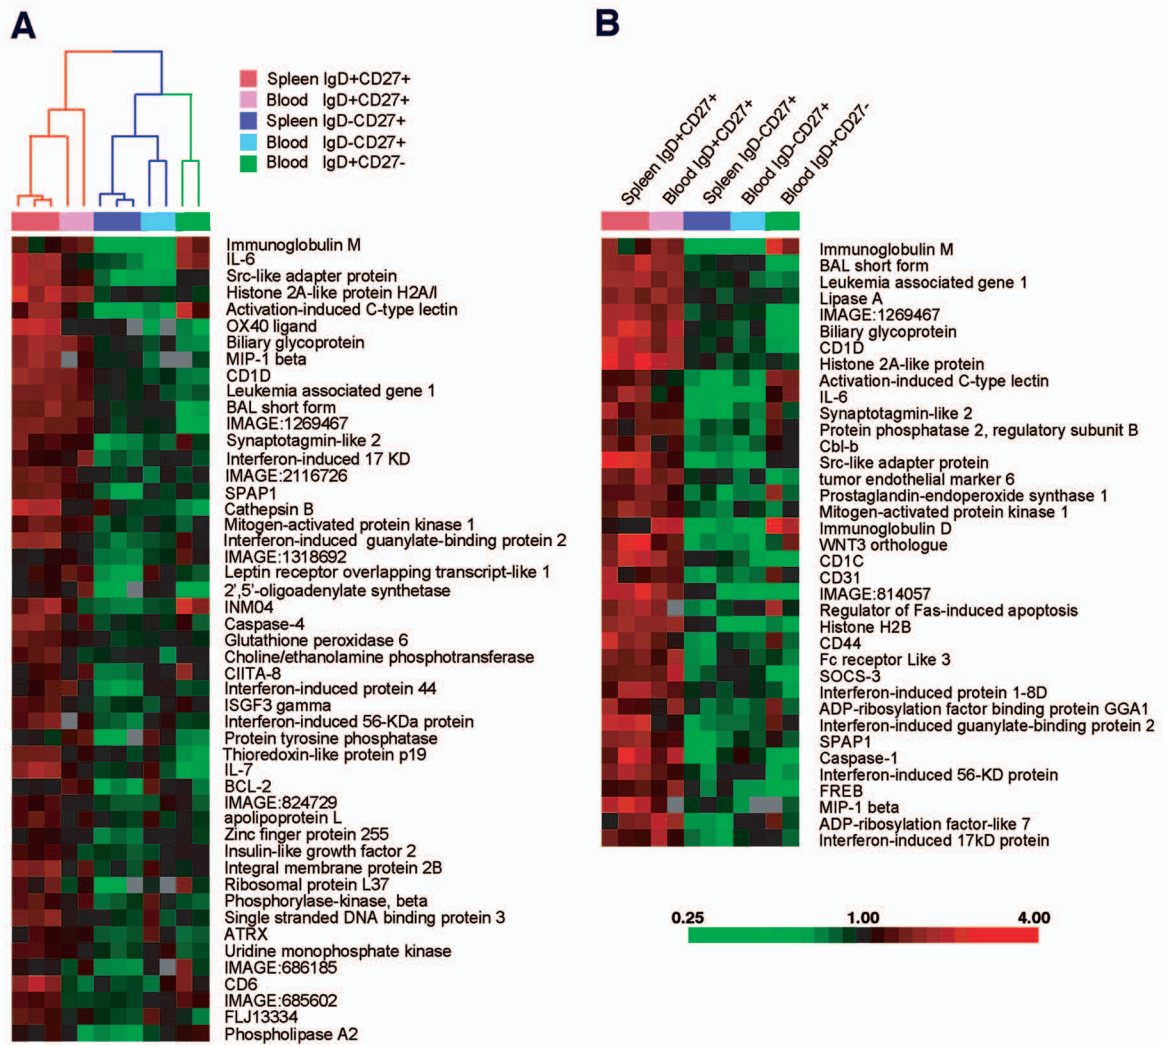 A
Spleen IgD+CD27+
Blood IgD+CD27+
Spleen IgD-CD27+
Blood IgD-CD27+
Blood IgD+CD27-
Immunoglobulin M
IL-6
Src-like adapter protein
Histone 2A-like protein H2A/l
Activation-induced C-type lectin
OX40 ligand
Biliary glycoprotein
MIP-1 beta
CD1D
Leukemia associated gene 1
BAL short form
IMAGE:1269467
Synaptotagmin-like 2
Interferon-induced 17 KD
IMAGE:2116726
SPAP1
Cathepsin B
Mitogen-activated protein kinase 1
Interferon-induced guanylate-binding protein 2
IMAGE:1318692
Leptin receptor overlapping transcript-like 1
2',5'-oligoadenylate synthetase
INM04
Caspase-4
Glutathione peroxidase 6
Choline/ethanolamine phosphotransferase
CIITA-8
Interferon-induced protein 44
ISGF3 gamma
Interferon-induced 56-KDa protein
Protein tyrosine phosphatase
Thioredoxin-like protein p19
IL-7
BCL-2
IMAGE:824729
apolipoprotein L
Zinc finger protein 255
Insulin-like growth factor 2
Integral membrane protein 2B
Ribosomal protein L37
Phosphorylase-kinase, beta
Single stranded DNA binding protein 3
ATRX
Uridine monophosphate kinase
IMAGE:686185
CD6
IMAGE:685602
FLJ13334
Phospholipase A2
B
Spleen IgD+CD27+
Blood IgD+CD27+
Spleen IgD-CD27+
Blood IgD-CD27+
Blood IgD+CD27-
Immunoglobulin M
BAL short form
Leukemia associated gene 1
Lipase A
IMAGE:1269467
Biliary glycoprotein
CD1D
Histone 2A-like protein
Activation-induced C-type lectin
IL-6
Synaptotagmin-like 2
Protein phosphatase 2, regulatory subunit B
Cbl-b
Src-like adapter protein
tumor endothelial marker 6
Prostaglandin-endoperoxide synthase 1
Mitogen-activated protein kinase 1
Immunoglobulin D
WNT3 orthologue
CD1C
CD31
IMAGE:814057
Regulator of Fas-induced apoptosis
Histone H2B
CD44
Fc receptor Like 3
SOCS-3
Interferon-induced protein 1-8D
ADP-ribosylation factor binding protein GGA1
Interferon-induced guanylate-binding protein 2
SPAP1
Caspase-1
Interferon-induced 56-KD protein
FREB
MIP-1 beta
ADP-ribosylation factor-like 7
Interferon-induced 17kD protein
0.25 1.00 4.00